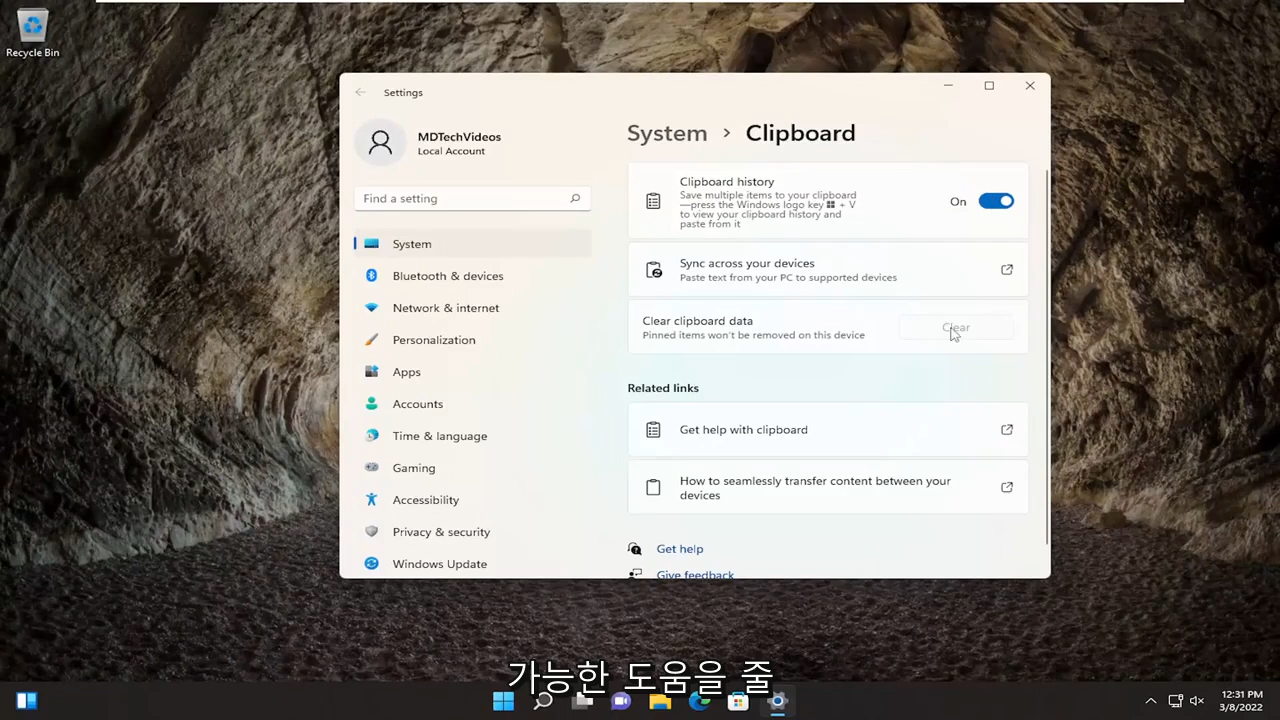 Recycle Bin
Settings
MDTechVideos
Local Account
Find a setting
System
Bluetooth & devices
Network & internet
Personalization
Apps
Accounts
Time & language
Gaming
Accessibility
Privacy & security
Windows Update
System › Clipboard
Clipboard history
Save multiple items to your clipboard
—press the Windows logo key + V
to view your clipboard history and
paste from it
On
Sync across your devices
Paste text from your PC to supported devices
Clear clipboard data
Pinned items won't be removed on this device
Clear
Related links
Get help with clipboard
How to seamlessly transfer content between your
devices
Get help
Give feedback
가능한 도움을 줄
12:31 PM
3/8/2022